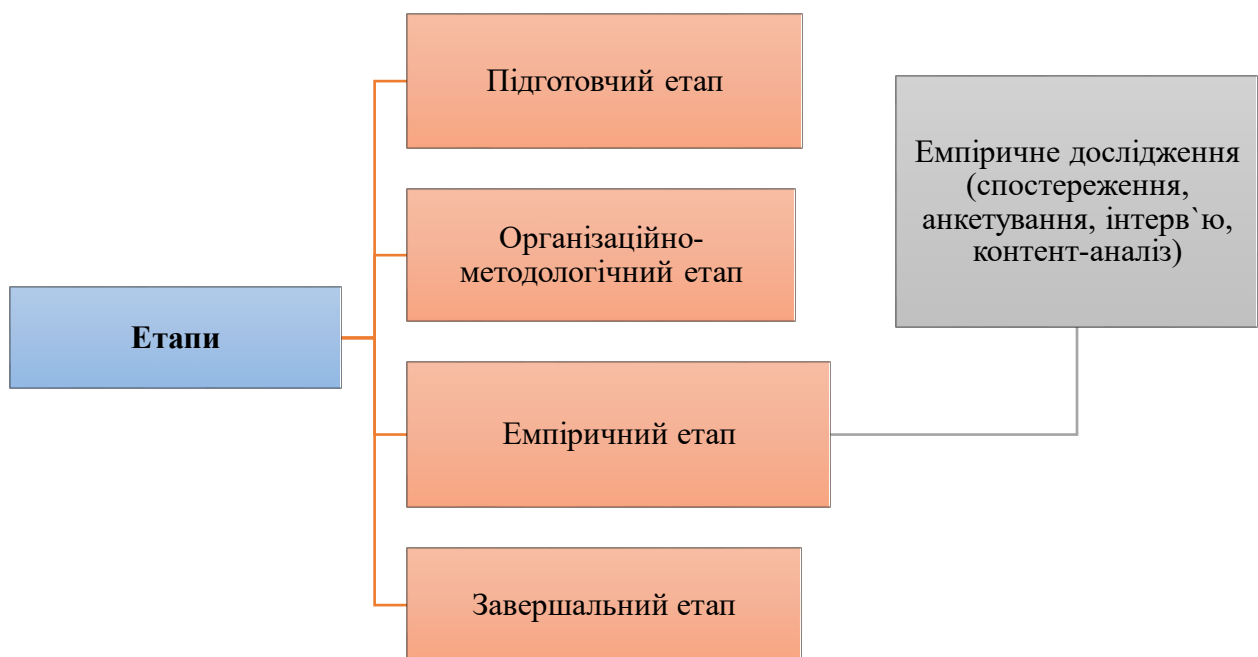 Етапи
Підготовчий етап
Організаційно-
методологічний етап
Емпіричний етап
Завершальний етап
Емпіричне дослідження
(спостереження,
анкетування, інтерв`ю,
контент-аналіз)